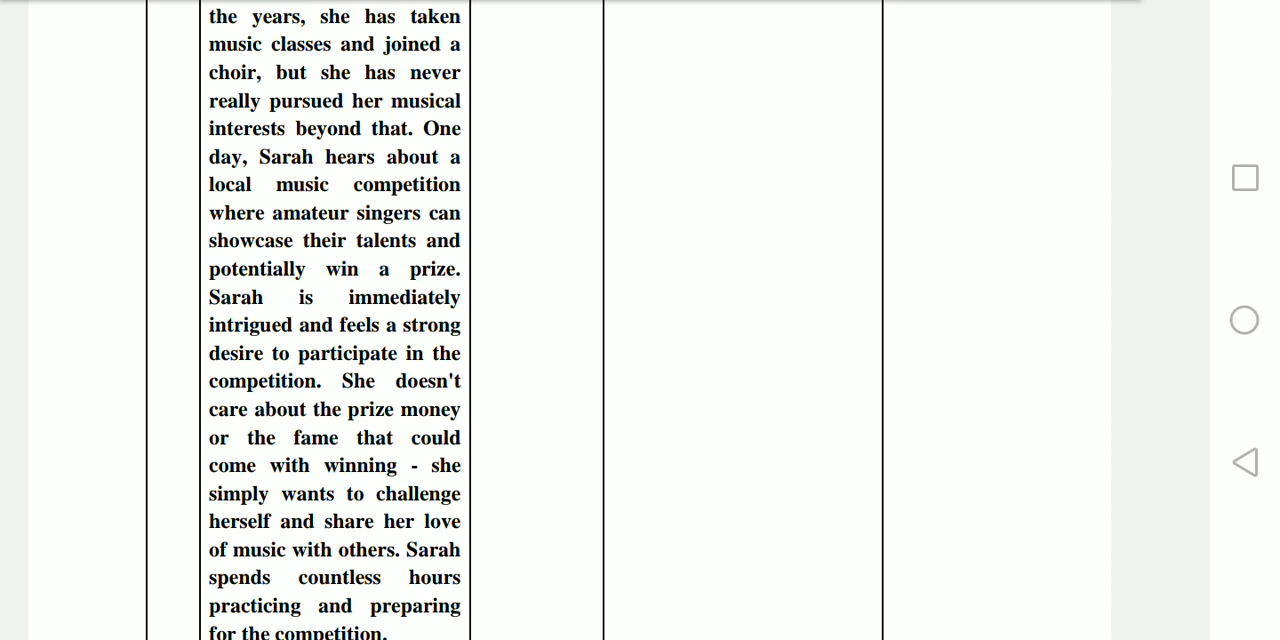 the years, she has taken
music classes and joined a
choir, but she has never
really pursued her musical
interests beyond that. One
day, Sarah hears about a
local music competition
where amateur singers can
showcase their talents and
potentially win a prize.
Sarah is immediately
intrigued and feels a strong
desire to participate in the
competition. She doesn't
care about the prize money
or the fame that could
come with winning - she
simply wants to challenge
herself and share her love
of music with others. Sarah
spends countless hours
practicing and preparing
for the competition.